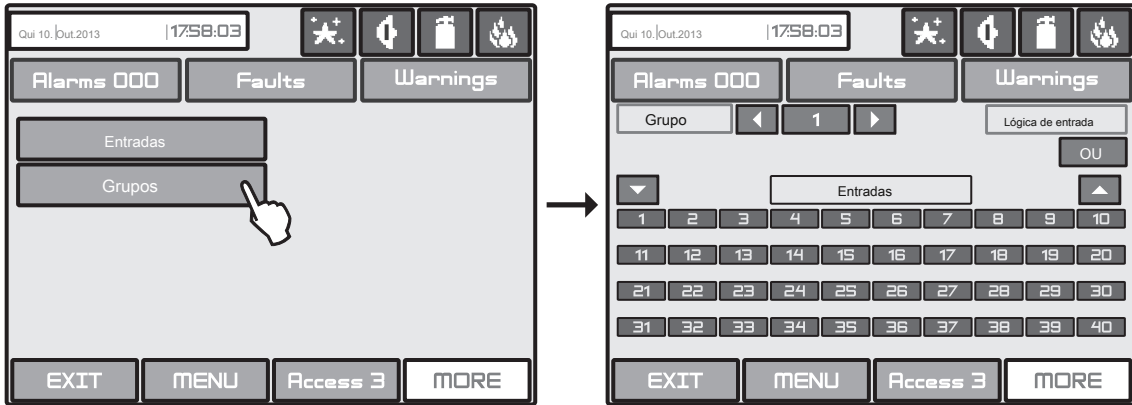 Qui 10. Out.2013 17:58:03
Alarms 000 Faults Warnings
Entradas
Grupos
EXIT MENU Access 3 MORE
Qui 10. Out.2013 17:58:03
Alarms 000 Faults Warnings
Grupo 1 Lógica de entrada
OU
Entradas
1 2 3 4 5 6 7 8 9 10
11 12 13 14 15 16 17 18 19 20
21 22 23 24 25 26 27 28 29 30
31 32 33 34 35 36 37 38 39 40
EXIT MENU Access 3 MORE